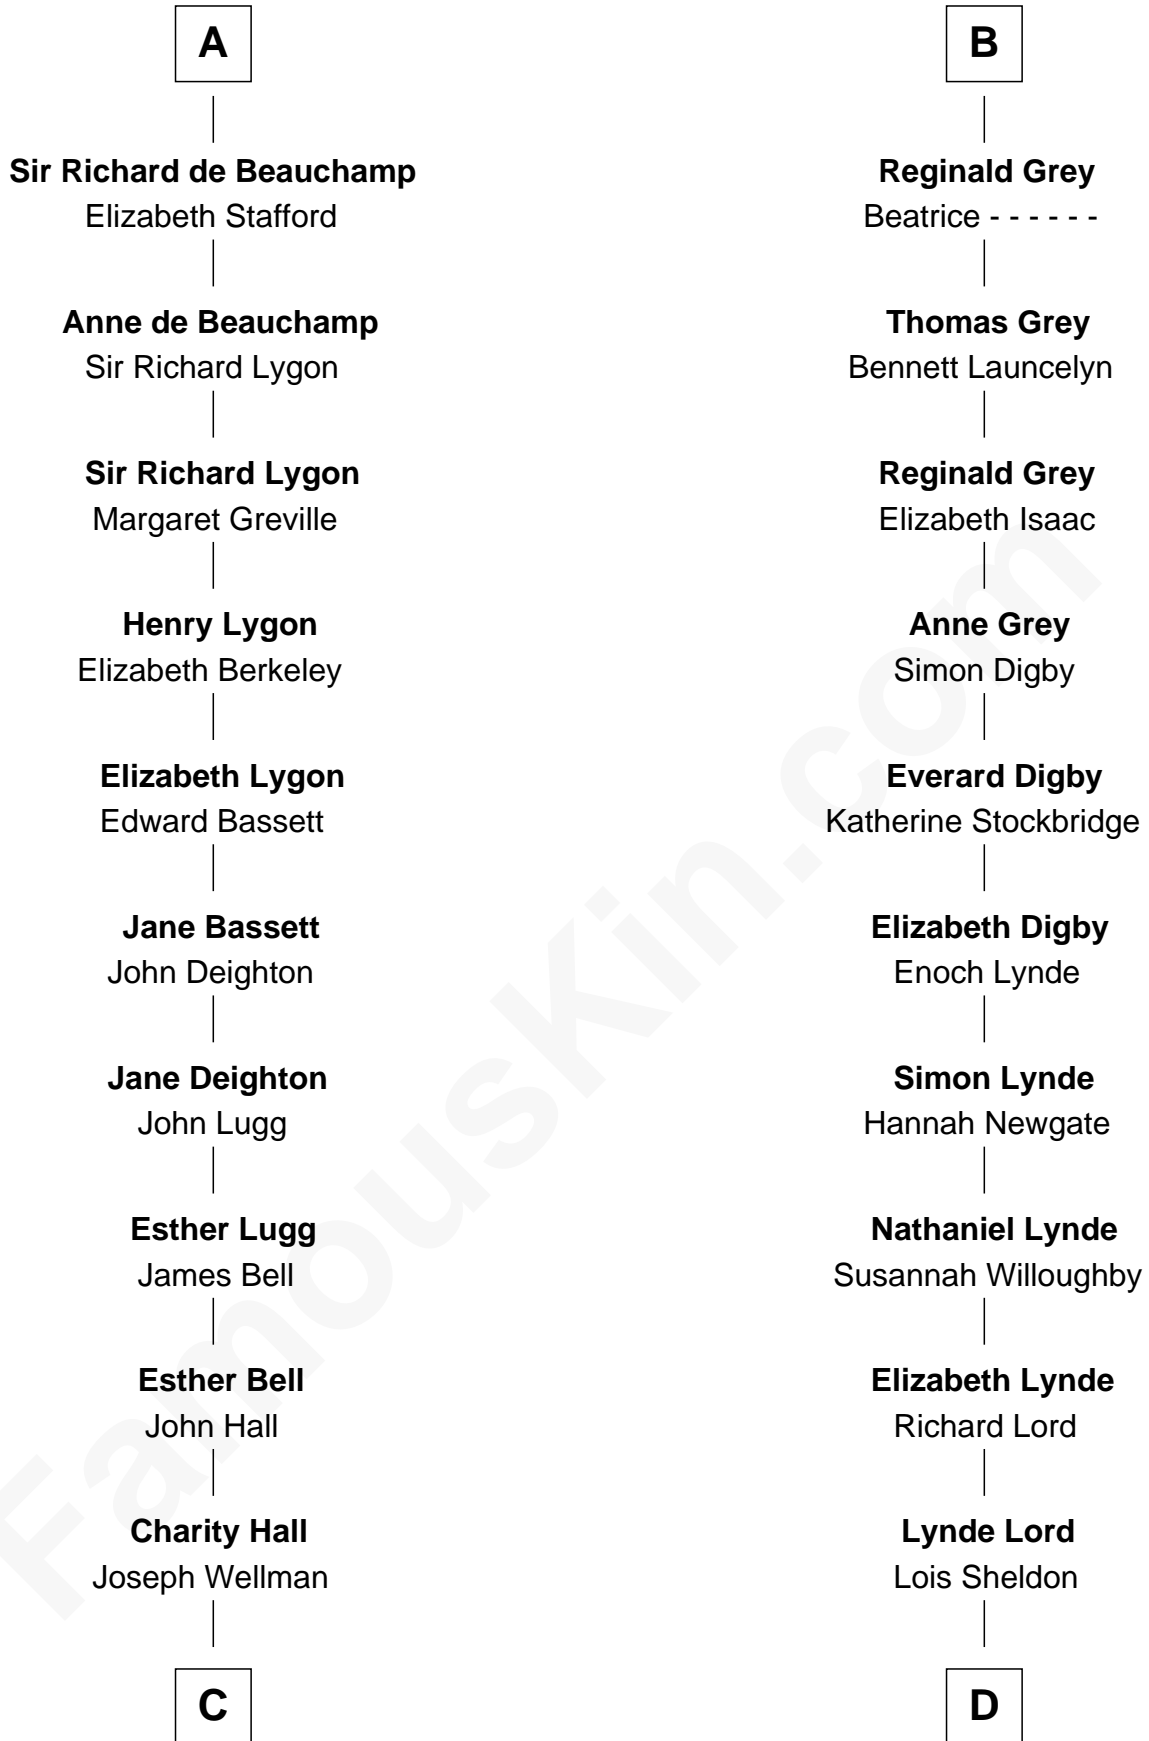 A
Sir Richard de Beauchamp
Elizabeth Stafford
Anne de Beauchamp
Sir Richard Lygon
Sir Richard Lygon
Margaret Greville
Henry Lygon
Elizabeth Berkeley
Elizabeth Lygon
Edward Bassett
Jane Bassett
John Deighton
Jane Deighton
John Lugg
Esther Lugg
James Bell
Esther Bell
John Hall
Charity Hall
Joseph Wellman
C
B
Reginald Grey
Beatrice - - - - - -
Thomas Grey
Bennett Launcelyn
Reginald Grey
Elizabeth Isaac
Anne Grey
Simon Digby
Everard Digby
Katherine Stockbridge
Elizabeth Digby
Enoch Lynde
Simon Lynde
Hannah Newgate
Nathaniel Lynde
Susannah Willoughby
Elizabeth Lynde
Richard Lord
Lynde Lord
Lois Sheldon
D
FamousKin.com